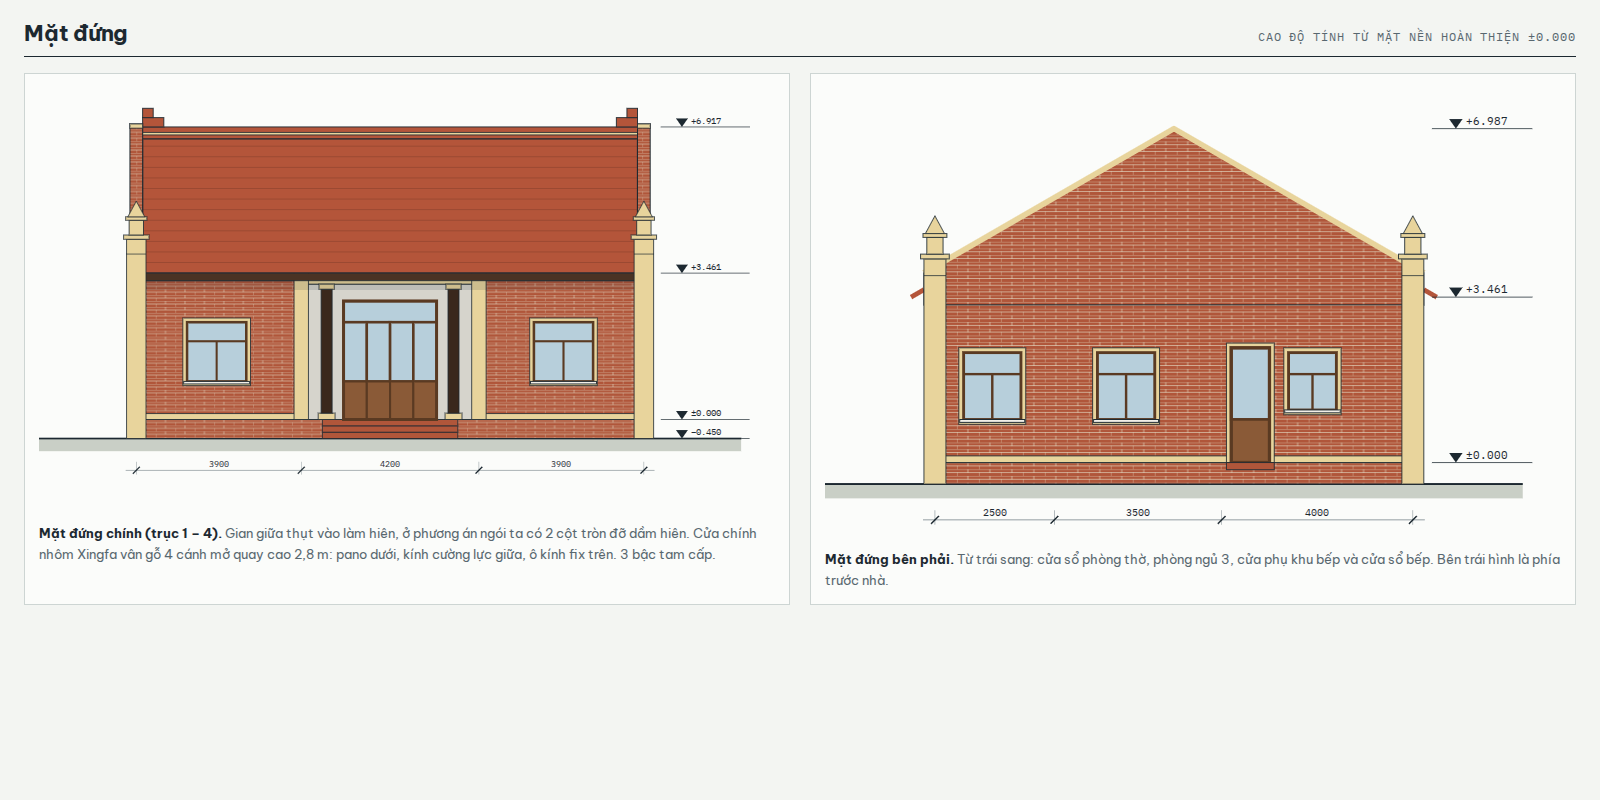 Mặt đứng
CAO ĐỘ TÍNH TỪ MẶT NỀN HOÀN THIỆN ±0.000
+6.917
+3.461
±0.000
−0.450
3900
4200
3900
Mặt đứng chính (trục 1 – 4). Gian giữa thụt vào làm hiên, ở phương án ngói ta có 2 cột tròn đỡ dầm hiên. Cửa chính
nhôm Xingfa vân gỗ 4 cánh mở quay cao 2,8 m: pano dưới, kính cường lực giữa, ô kính fix trên. 3 bậc tam cấp.
+6.987
+3.461
±0.000
2500
3500
4000
Mặt đứng bên phải. Từ trái sang: cửa sổ phòng thờ, phòng ngủ 3, cửa phụ khu bếp và cửa sổ bếp. Bên trái hình là phía
trước nhà.